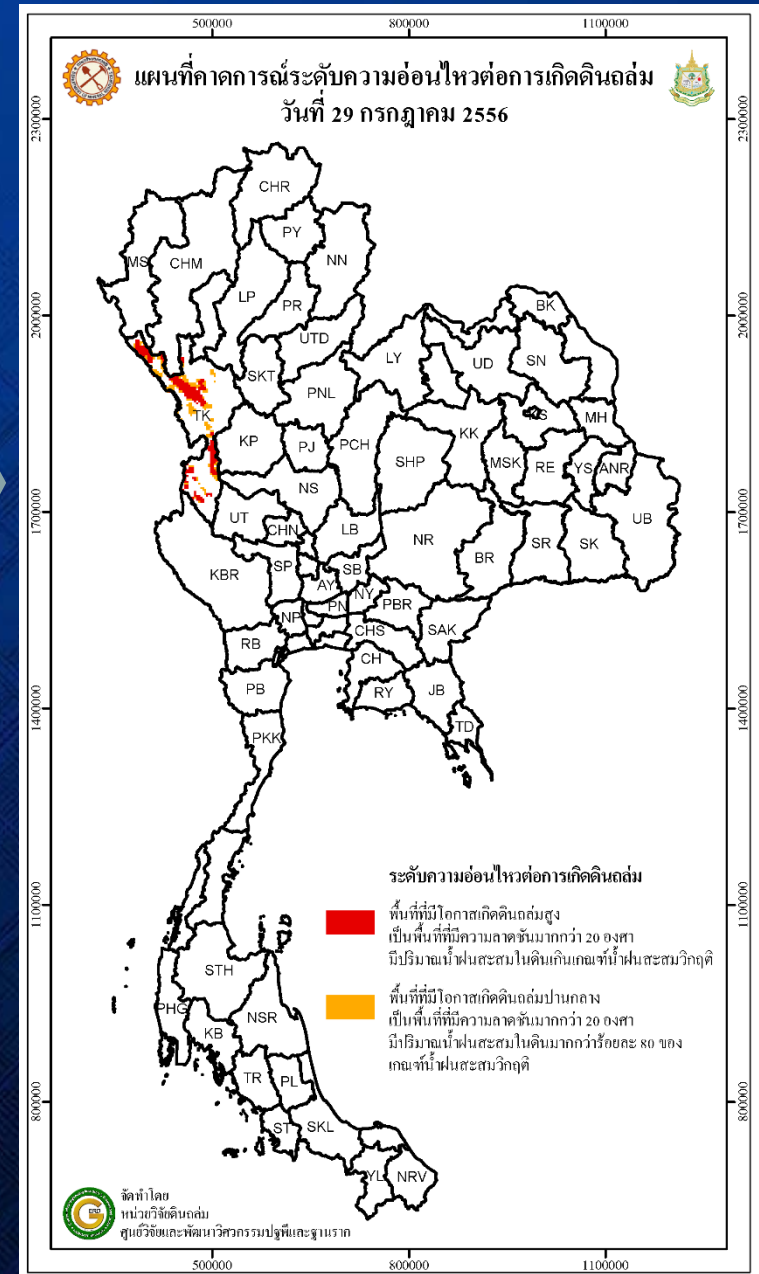 500000
800000
1100000
แผนที่คาดการณ์ระดับความอ่อนไหวต่อการเกิดดินถล่ม
วันที่ 29 กรกฎาคม 2556
2300000
2300000
CHR
PY
MS
CHM
NN
LP
PR
2000000
2000000
BK
UTD
LY
UD
SN
SKT
PNL
TK
KS
MH
KP
PJ
PCH
KK
SHP
MSK
RE
YS
ANR
NS
1700000
1700000
UT
CHN
LB
NR
UB
BR
SR
SK
KBR
SP
SB
AY
NY
PN
PBR
NP
CHS
SAK
RB
CH
PB
RY
JB
1400000
1400000
TD
PKK
ระดับความอ่อนไหวต่อการเกิดดินถล่ม
1100000
1100000
พื้นที่ที่มีโอกาสเกิดดินถล่มสูง
เป็นพื้นที่ที่มีความลาดชันมากกว่า 20 องศา
มีปริมาณน้ำฝนสะสมในดินเกินเกณฑ์น้ำฝนสะสมวิกฤติ
STH
พื้นที่ที่มีโอกาสเกิดดินถล่มปานกลาง
เป็นพื้นที่ที่มีความลาดชันมากกว่า 20 องศา
มีปริมาณน้ำฝนสะสมในดินมากกว่าร้อยละ 80 ของ
เกณฑ์น้ำฝนสะสมวิกฤติ
PHG
NSR
KB
TR
PL
800000
800000
ST
SKL
YL
NRV
จัดทำโดย
หน่วยวิจัยดินถล่ม
ศูนย์วิจัยและพัฒนาวิศวกรรมปฐพีและฐานราก
500000
800000
1100000